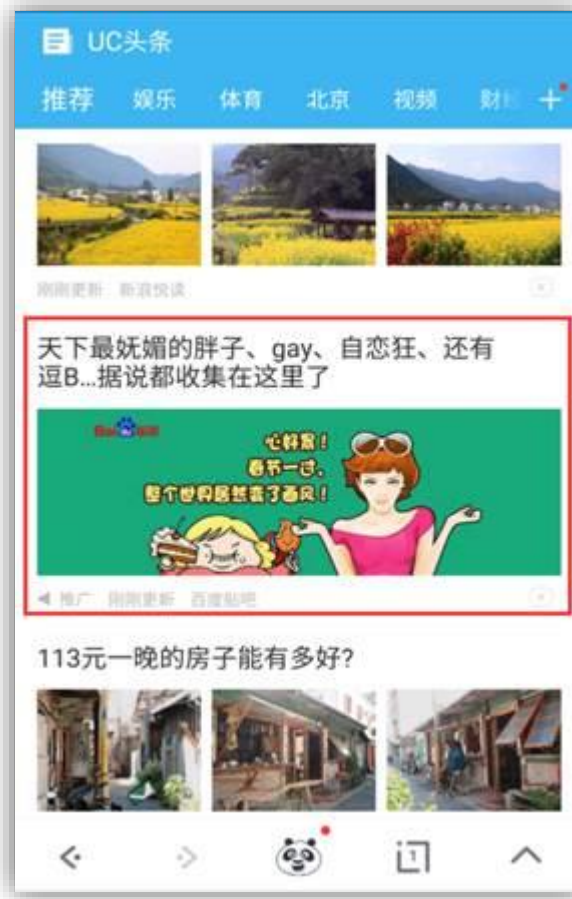 UC头条
推荐 娱乐 体育 北京 视频 财
刚刚更新 新浪悦读
天下最妩媚的胖子、gay、自恋狂、还有
逗B...据说都收集在这里了
心好累！
春节一过，
整个世界居然变了画风！
推广 刚刚更新 百度贴吧
113元一晚的房子能有多好?
1